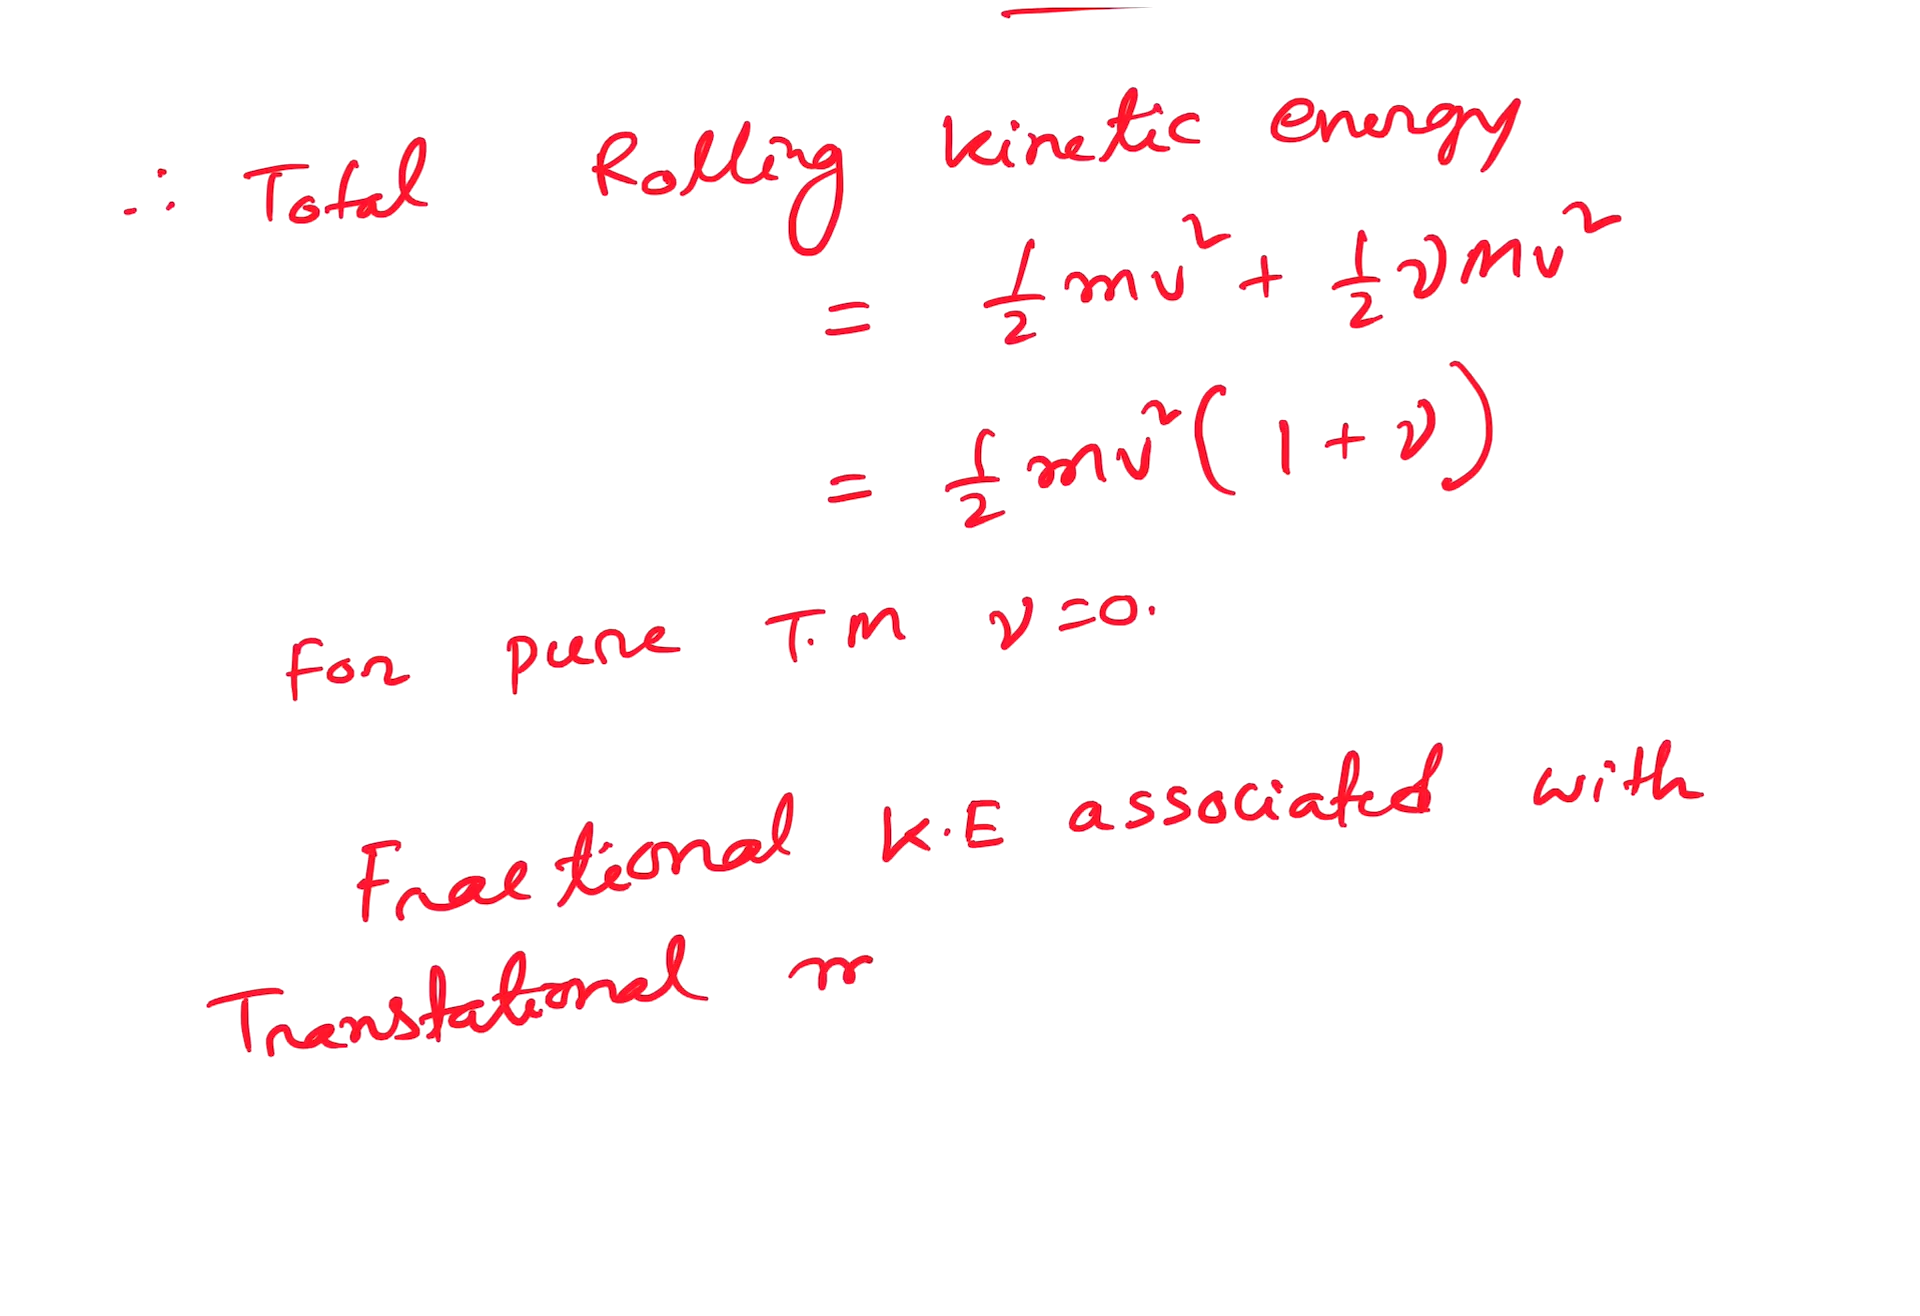 ∴ Total Rolling kinetic energy
= 1/2 mv² + 1/2 νmv²
= 1/2 mv² (1 + ν)
For pure T.M ν=0.
Fractional K.E associated with
Translational m